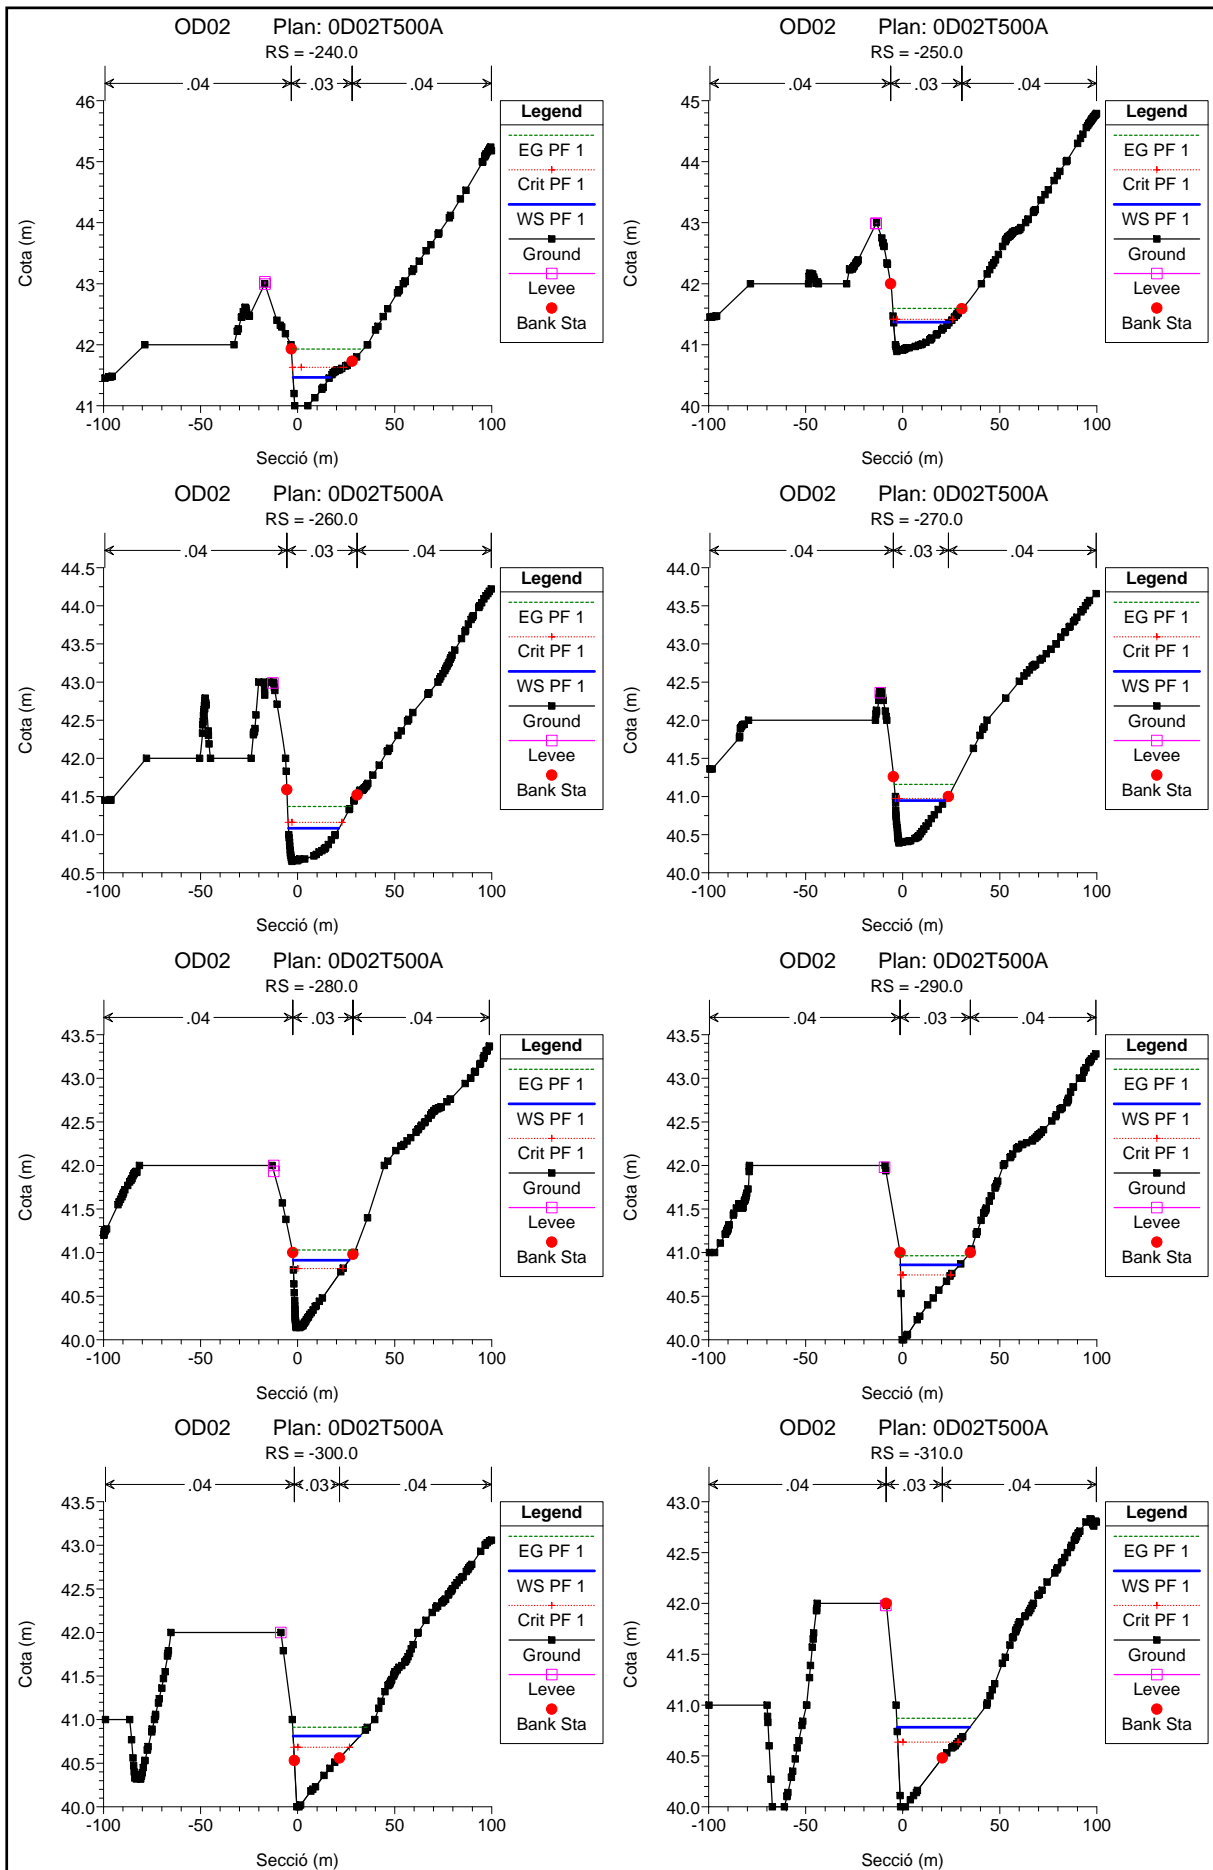 OD02 Plan: 0D02T500A
RS = -240.0
.04 .03 .04
46
45
44
43
42
41
Cota (m)
-100 -50 0 50 100
Secció (m)
Legend
EG PF 1
Crit PF 1
WS PF 1
Ground
Levee
Bank Sta
OD02 Plan: 0D02T500A
RS = -250.0
.04 .03 .04
45
44
43
42
41
40
Cota (m)
-100 -50 0 50 100
Secció (m)
Legend
EG PF 1
Crit PF 1
WS PF 1
Ground
Levee
Bank Sta
OD02 Plan: 0D02T500A
RS = -260.0
.04 .03 .04
44.5
44.0
43.5
43.0
42.5
42.0
41.5
41.0
40.5
Cota (m)
-100 -50 0 50 100
Secció (m)
Legend
EG PF 1
Crit PF 1
WS PF 1
Ground
Levee
Bank Sta
OD02 Plan: 0D02T500A
RS = -270.0
.04 .03 .04
44.0
43.5
43.0
42.5
42.0
41.5
41.0
40.5
40.0
Cota (m)
-100 -50 0 50 100
Secció (m)
Legend
EG PF 1
Crit PF 1
WS PF 1
Ground
Levee
Bank Sta
OD02 Plan: 0D02T500A
RS = -280.0
.04 .03 .04
43.5
43.0
42.5
42.0
41.5
41.0
40.5
40.0
Cota (m)
-100 -50 0 50 100
Secció (m)
Legend
EG PF 1
WS PF 1
Crit PF 1
Ground
Levee
Bank Sta
OD02 Plan: 0D02T500A
RS = -290.0
.04 .03 .04
43.5
43.0
42.5
42.0
41.5
41.0
40.5
40.0
Cota (m)
-100 -50 0 50 100
Secció (m)
Legend
EG PF 1
WS PF 1
Crit PF 1
Ground
Levee
Bank Sta
OD02 Plan: 0D02T500A
RS = -300.0
.04 .03 .04
43.5
43.0
42.5
42.0
41.5
41.0
40.5
40.0
Cota (m)
-100 -50 0 50 100
Secció (m)
Legend
EG PF 1
WS PF 1
Crit PF 1
Ground
Levee
Bank Sta
OD02 Plan: 0D02T500A
RS = -310.0
.04 .03 .04
43.0
42.5
42.0
41.5
41.0
40.5
40.0
Cota (m)
-100 -50 0 50 100
Secció (m)
Legend
EG PF 1
WS PF 1
Crit PF 1
Ground
Levee
Bank Sta